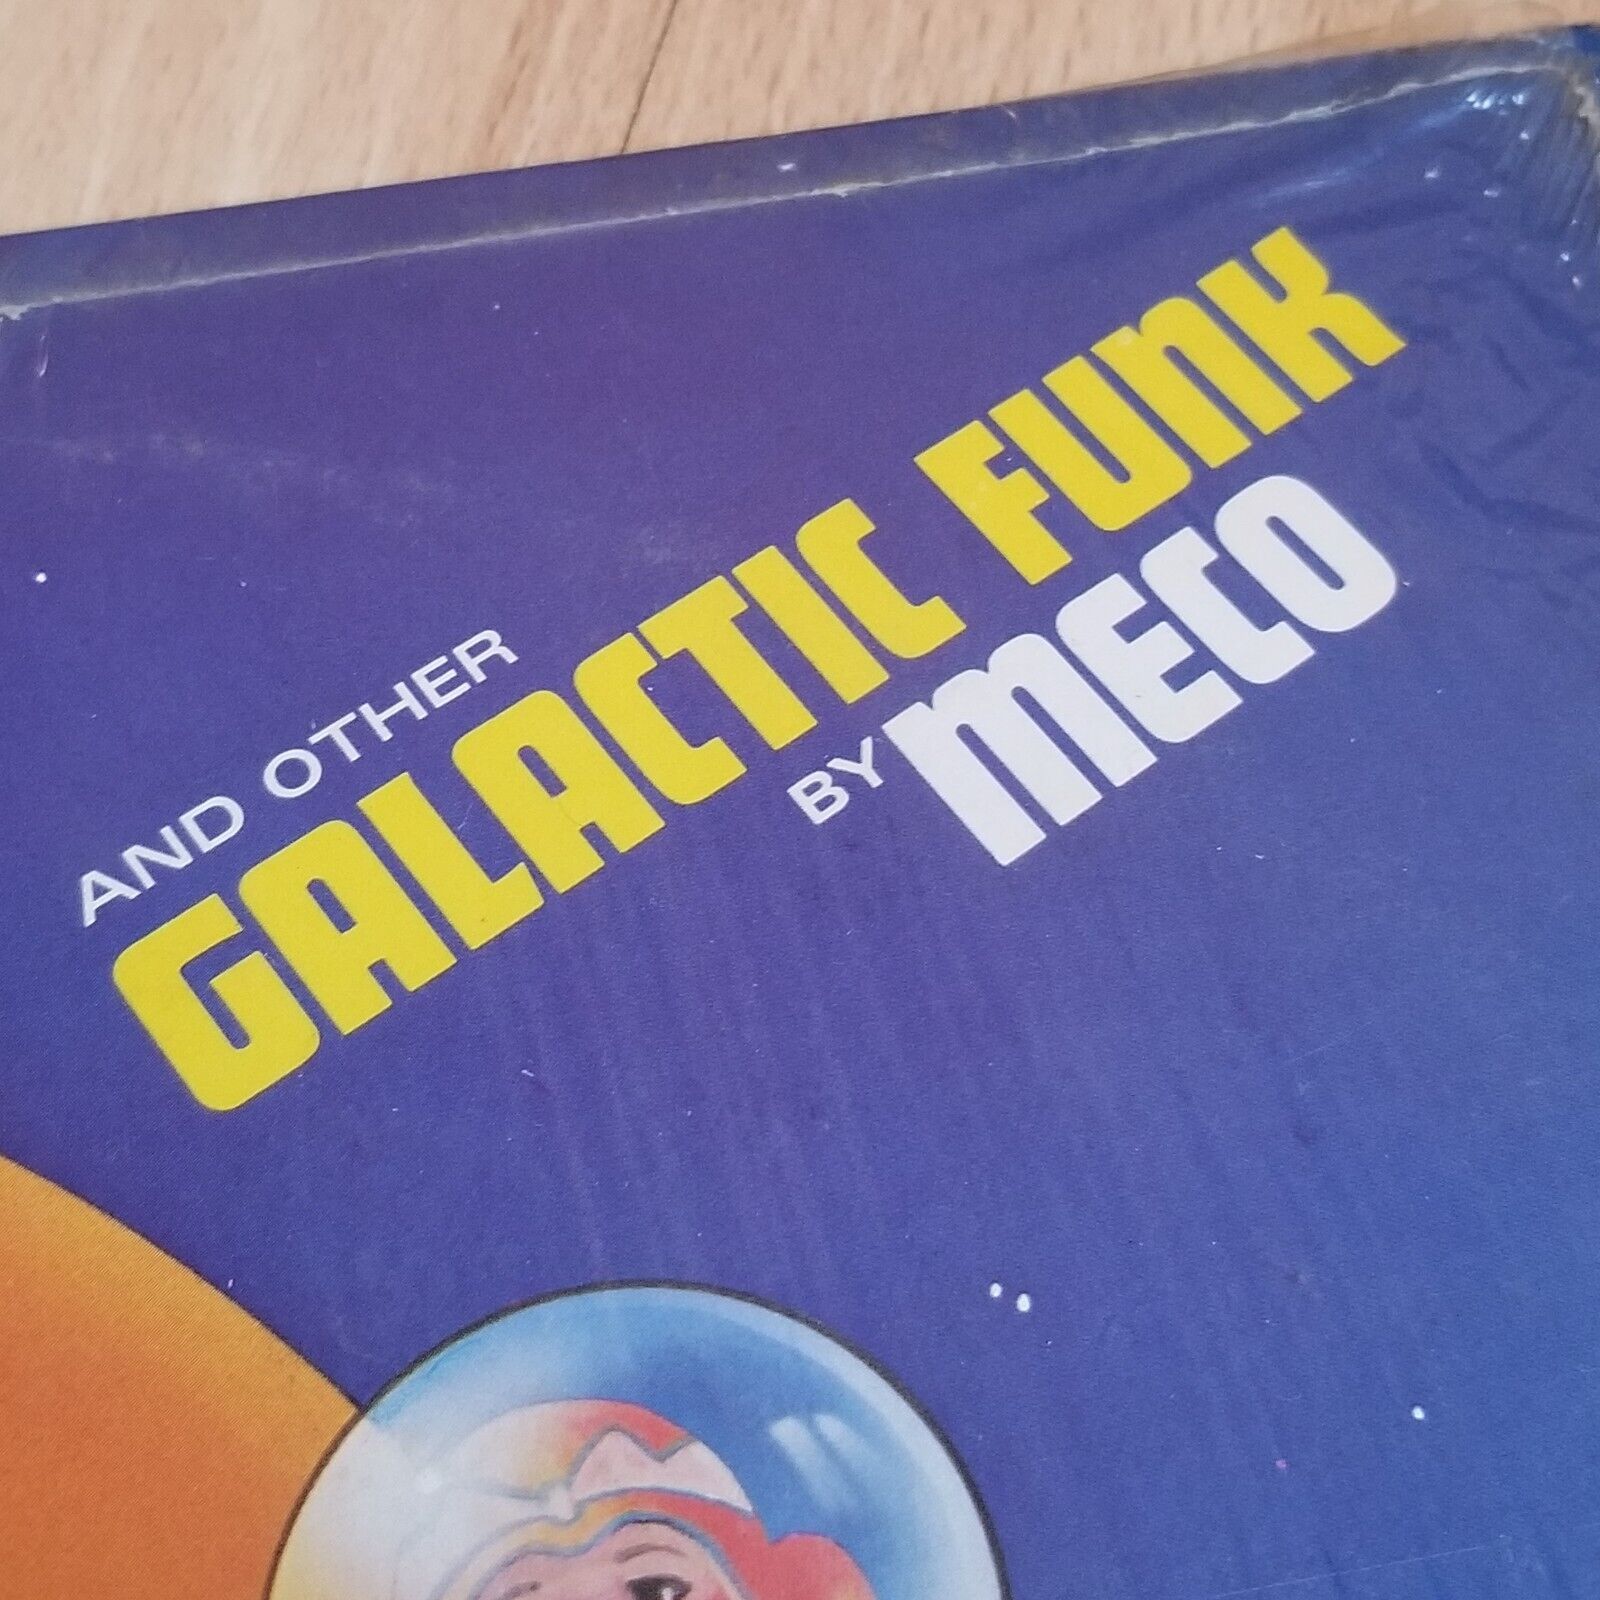 AND OTHER
GALACTIC FUNK
BY MECO